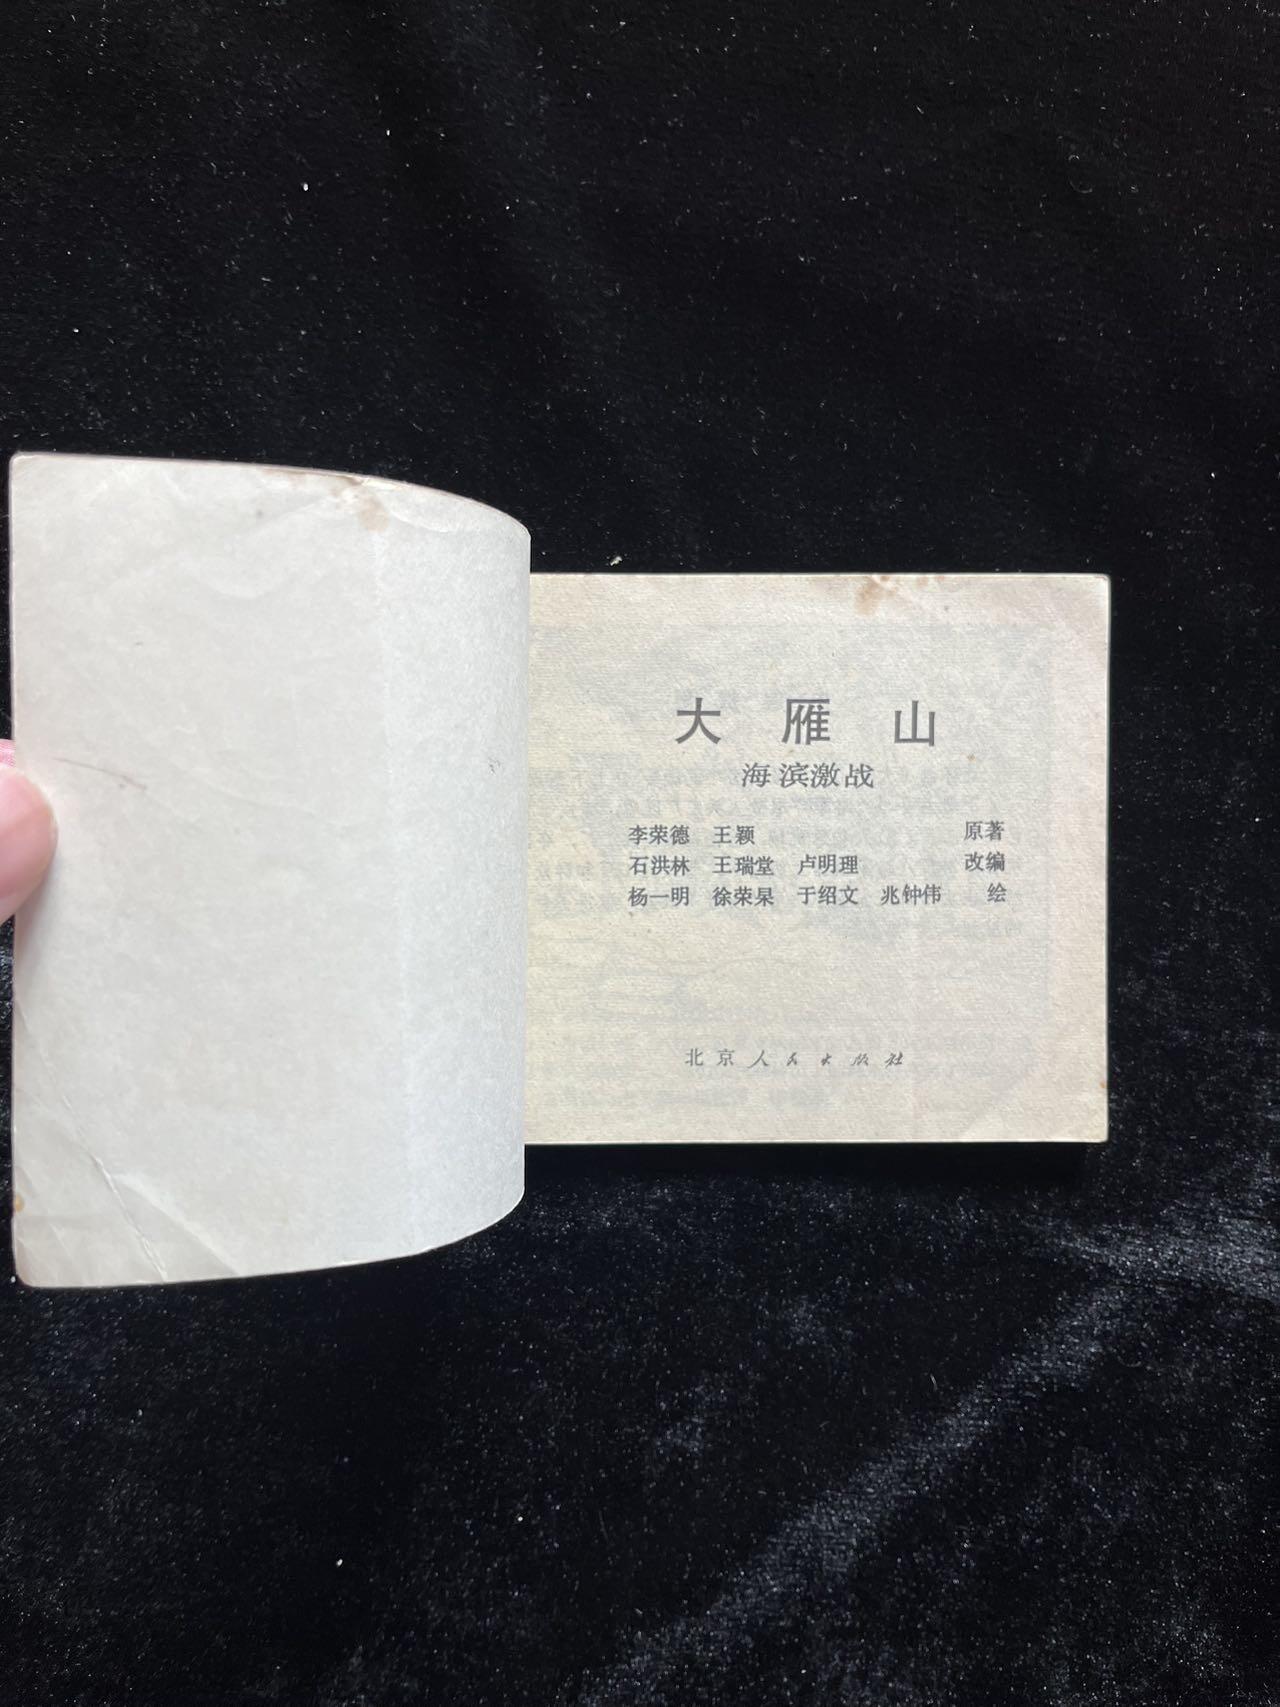 大雁山
海滨激战
李荣德 王颖 原著
石洪林 王瑞堂 卢明理 改编
杨一明 徐荣杲 于绍文 兆钟伟 绘
北京人民出版社